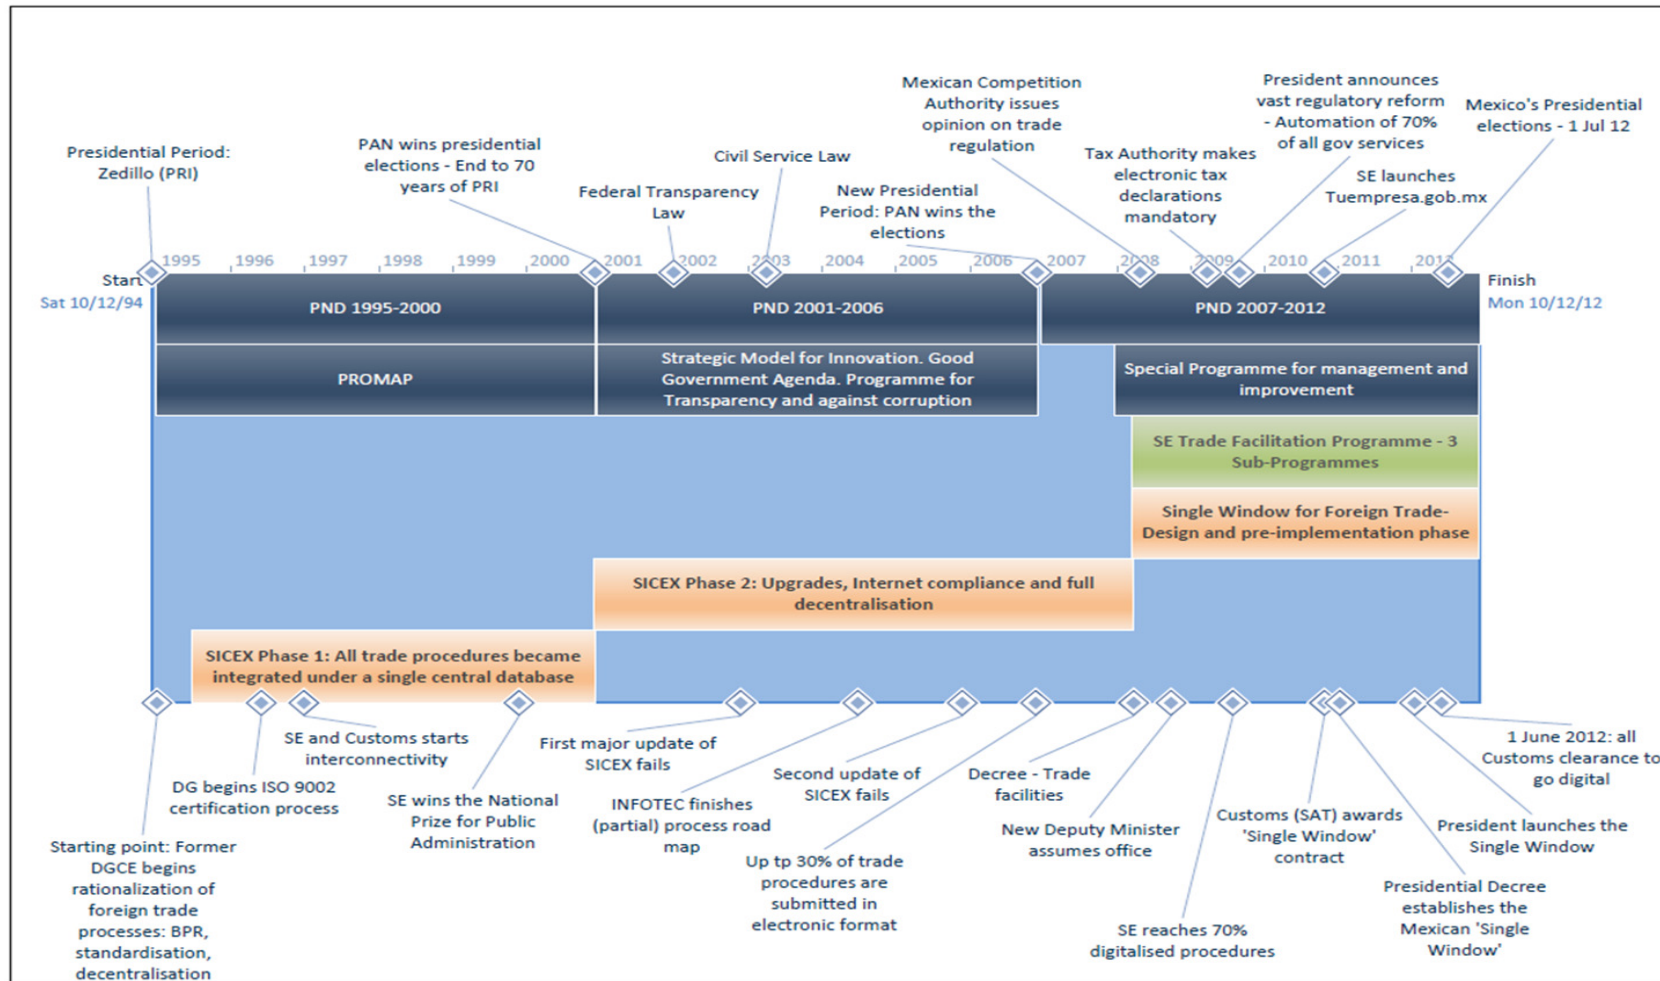 Presidential Period:
Zedillo (PRI)
PAN wins presidential
elections - End to 70
years of PRI
Federal Transparency
Law
Civil Service Law
New Presidential
Period: PAN wins the
elections
Mexican Competition
Authority issues
opinion on trade
regulation
Tax Authority makes
electronic tax
declarations
mandatory
President announces
vast regulatory reform
- Automation of 70%
of all gov services
SE launches
Tuempresa.gob.mx
Mexico's Presidential
elections - 1 Jul 12
1995 1996 1997 1998 1999 2000 2001 2002 2003 2004 2005 2006 2007 2008 2009 2010 2011 2012
Start
Sat 10/12/94
Finish
Mon 10/12/12
PND 1995-2000
PND 2001-2006
PND 2007-2012
PROMAP
Strategic Model for Innovation. Good
Government Agenda. Programme for
Transparency and against corruption
Special Programme for management and
improvement
SE Trade Facilitation Programme - 3
Sub-Programmes
Single Window for Foreign Trade-
Design and pre-implementation phase
SICEX Phase 2: Upgrades, Internet compliance and full
decentralisation
SICEX Phase 1: All trade procedures became
integrated under a single central database
Starting point: Former
DGCE begins
rationalization of
foreign trade
processes: BPR,
standardisation,
decentralisation
DG begins ISO 9002
certification process
SE and Customs starts
interconnectivity
SE wins the National
Prize for Public
Administration
First major update of
SICEX fails
INFOTEC finishes
(partial) process road
map
Second update of
SICEX fails
Up tp 30% of trade
procedures are
submitted in
electronic format
Decree - Trade
facilities
New Deputy Minister
assumes office
SE reaches 70%
digitalised procedures
Customs (SAT) awards
'Single Window'
contract
Presidential Decree
establishes the
Mexican 'Single
Window'
President launches the
Single Window
1 June 2012: all
Customs clearance to
go digital